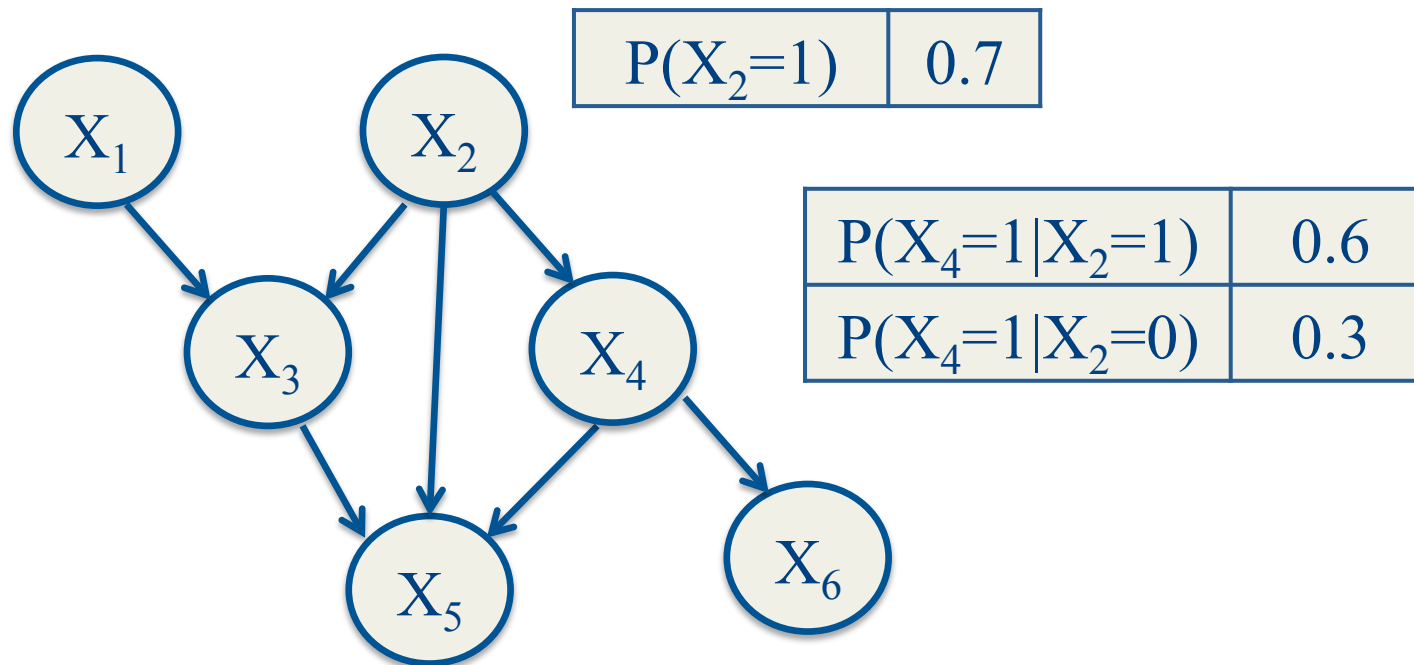 P(X₂=1) 0.7
X₁ X₂
P(X₄=1|X₂=1) 0.6
P(X₄=1|X₂=0) 0.3
X₃ X₄
X₅ X₆